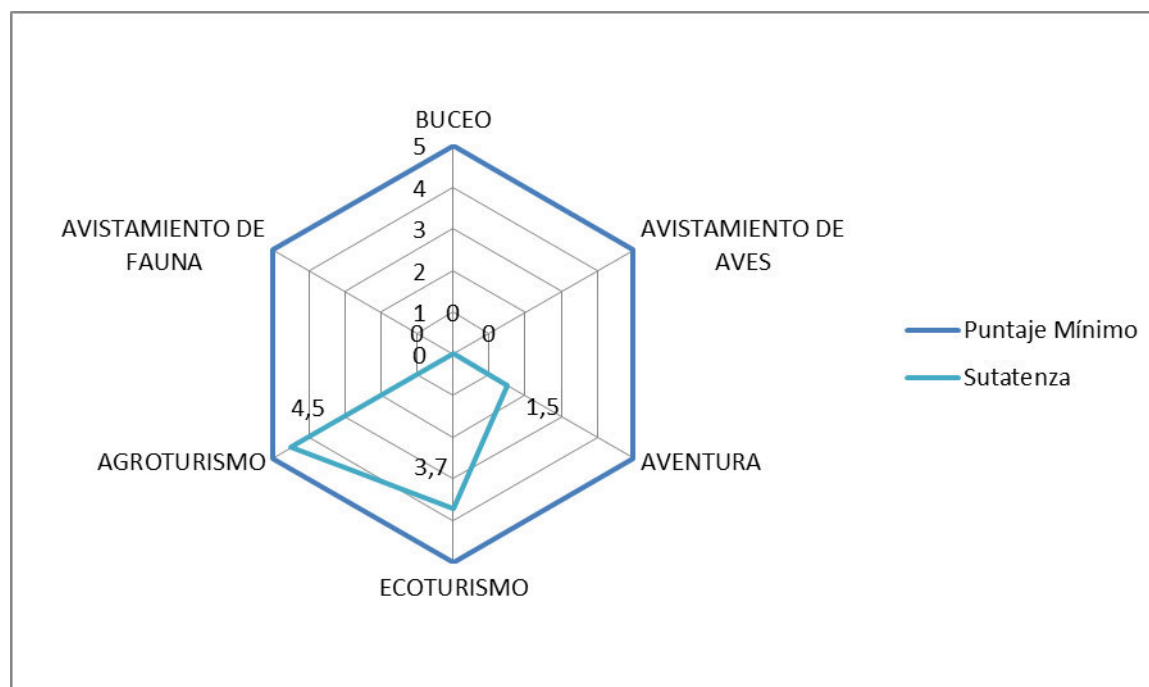 BUCEO
5
4
3
2
1
0
0
0
0
AVISTAMIENTO DE
FAUNA
AVISTAMIENTO DE
AVES
4,5
1,5
3,7
AGROTURISMO
AVENTURA
ECOTURISMO
Puntaje Mínimo
Sutatenza